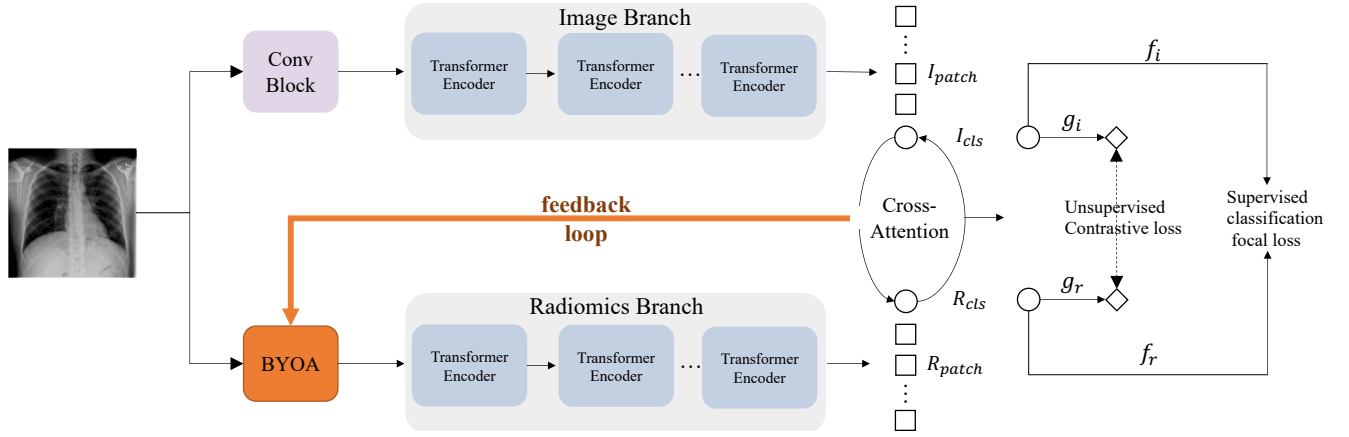 Image Branch
Conv
Block
Transformer
Encoder
Transformer
Encoder
...
Transformer
Encoder
I_patch
I_cls
f_i
g_i
feedback
loop
Cross-
Attention
Unsupervised
Contrastive loss
Supervised
classification
focal loss
Radiomics Branch
BYOA
Transformer
Encoder
Transformer
Encoder
...
Transformer
Encoder
R_cls
R_patch
g_r
f_r